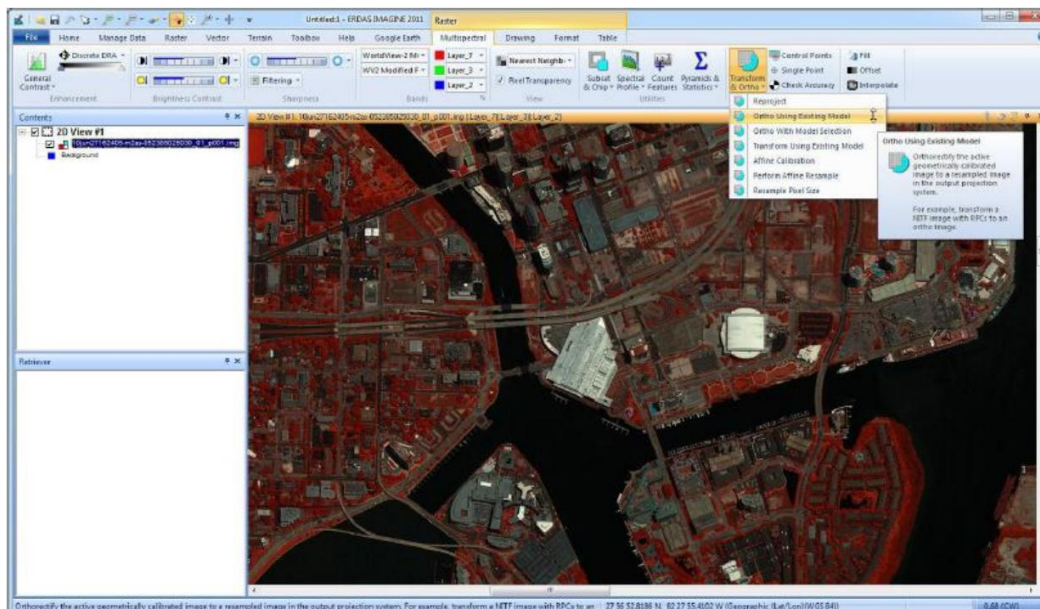 Untitled:1 - ERDAS IMAGINE 2011
Raster
File Home Manage Data Raster Vector Terrain Toolbox Help Google Earth Multispectral Drawing Format Table
General Contrast
Discrete DRA
Enhancement
Brightness Contrast
Filtering
Sharpness
WorldView-2 M
WV2 Modified F
Layer_7
Layer_3
Layer_2
Bands
Nearest Neighb
Pixel Transparency
View
Subset & Chip
Spectral Profile
Count Features
Pyramids & Statistics
Utilities
Transform & Ortho
Control Points
Single Point
Check Accuracy
Fill
Offset
Interpolate
Reproject
Ortho Using Existing Model
Ortho With Model Selection
Transform Using Existing Model
Affine Calibration
Perform Affine Resample
Resample Pixel Size
Ortho Using Existing Model
Orthorectify the active
geometrically calibrated
image to a resampled image
in the output projection
system.
For example, transform a
NITF image with RPCs to an
ortho image.
Contents
2D View #1
Background
Retriever
Orthorectify the active geometrically calibrated image to a resampled image in the output projection system. For example, transform a NITF image with RPCs to an